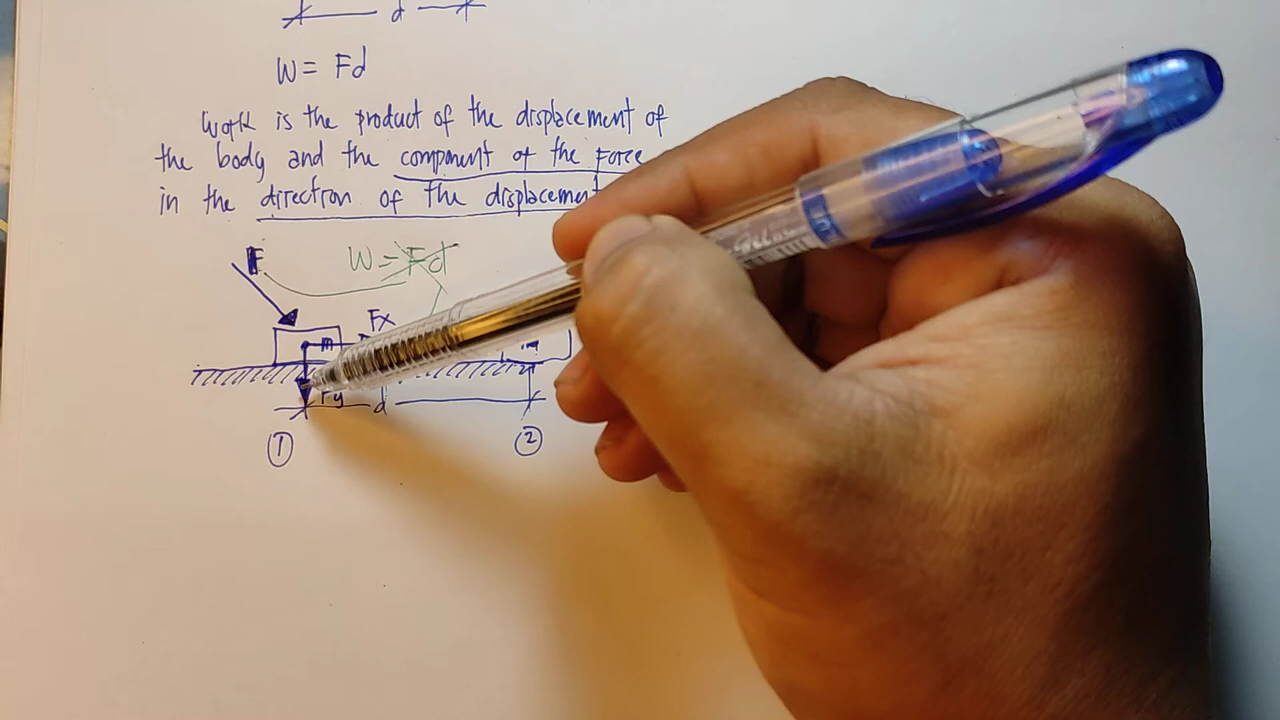 d
W = Fd
Work is the product of the displacement of
the body and the component of the Force
in the direction of the displacement
F
W = Fd
Fx
m
m
Fy
d
1
2